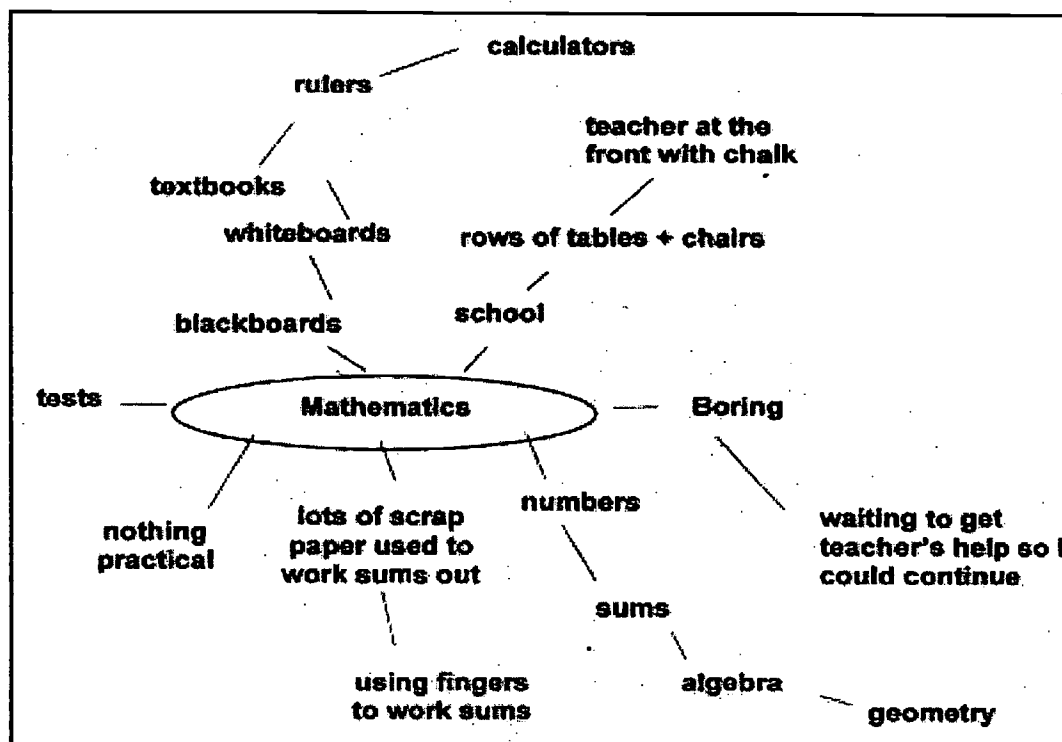 calculators
rulers
teacher at the
front with chalk
textbooks
whiteboards
rows of tables + chairs
blackboards
school
tests
Mathematics
Boring
nothing
practical
lots of scrap
paper used to
work sums out
numbers
waiting to get
teacher's help so I
could continue
sums
using fingers
to work sums
algebra
geometry